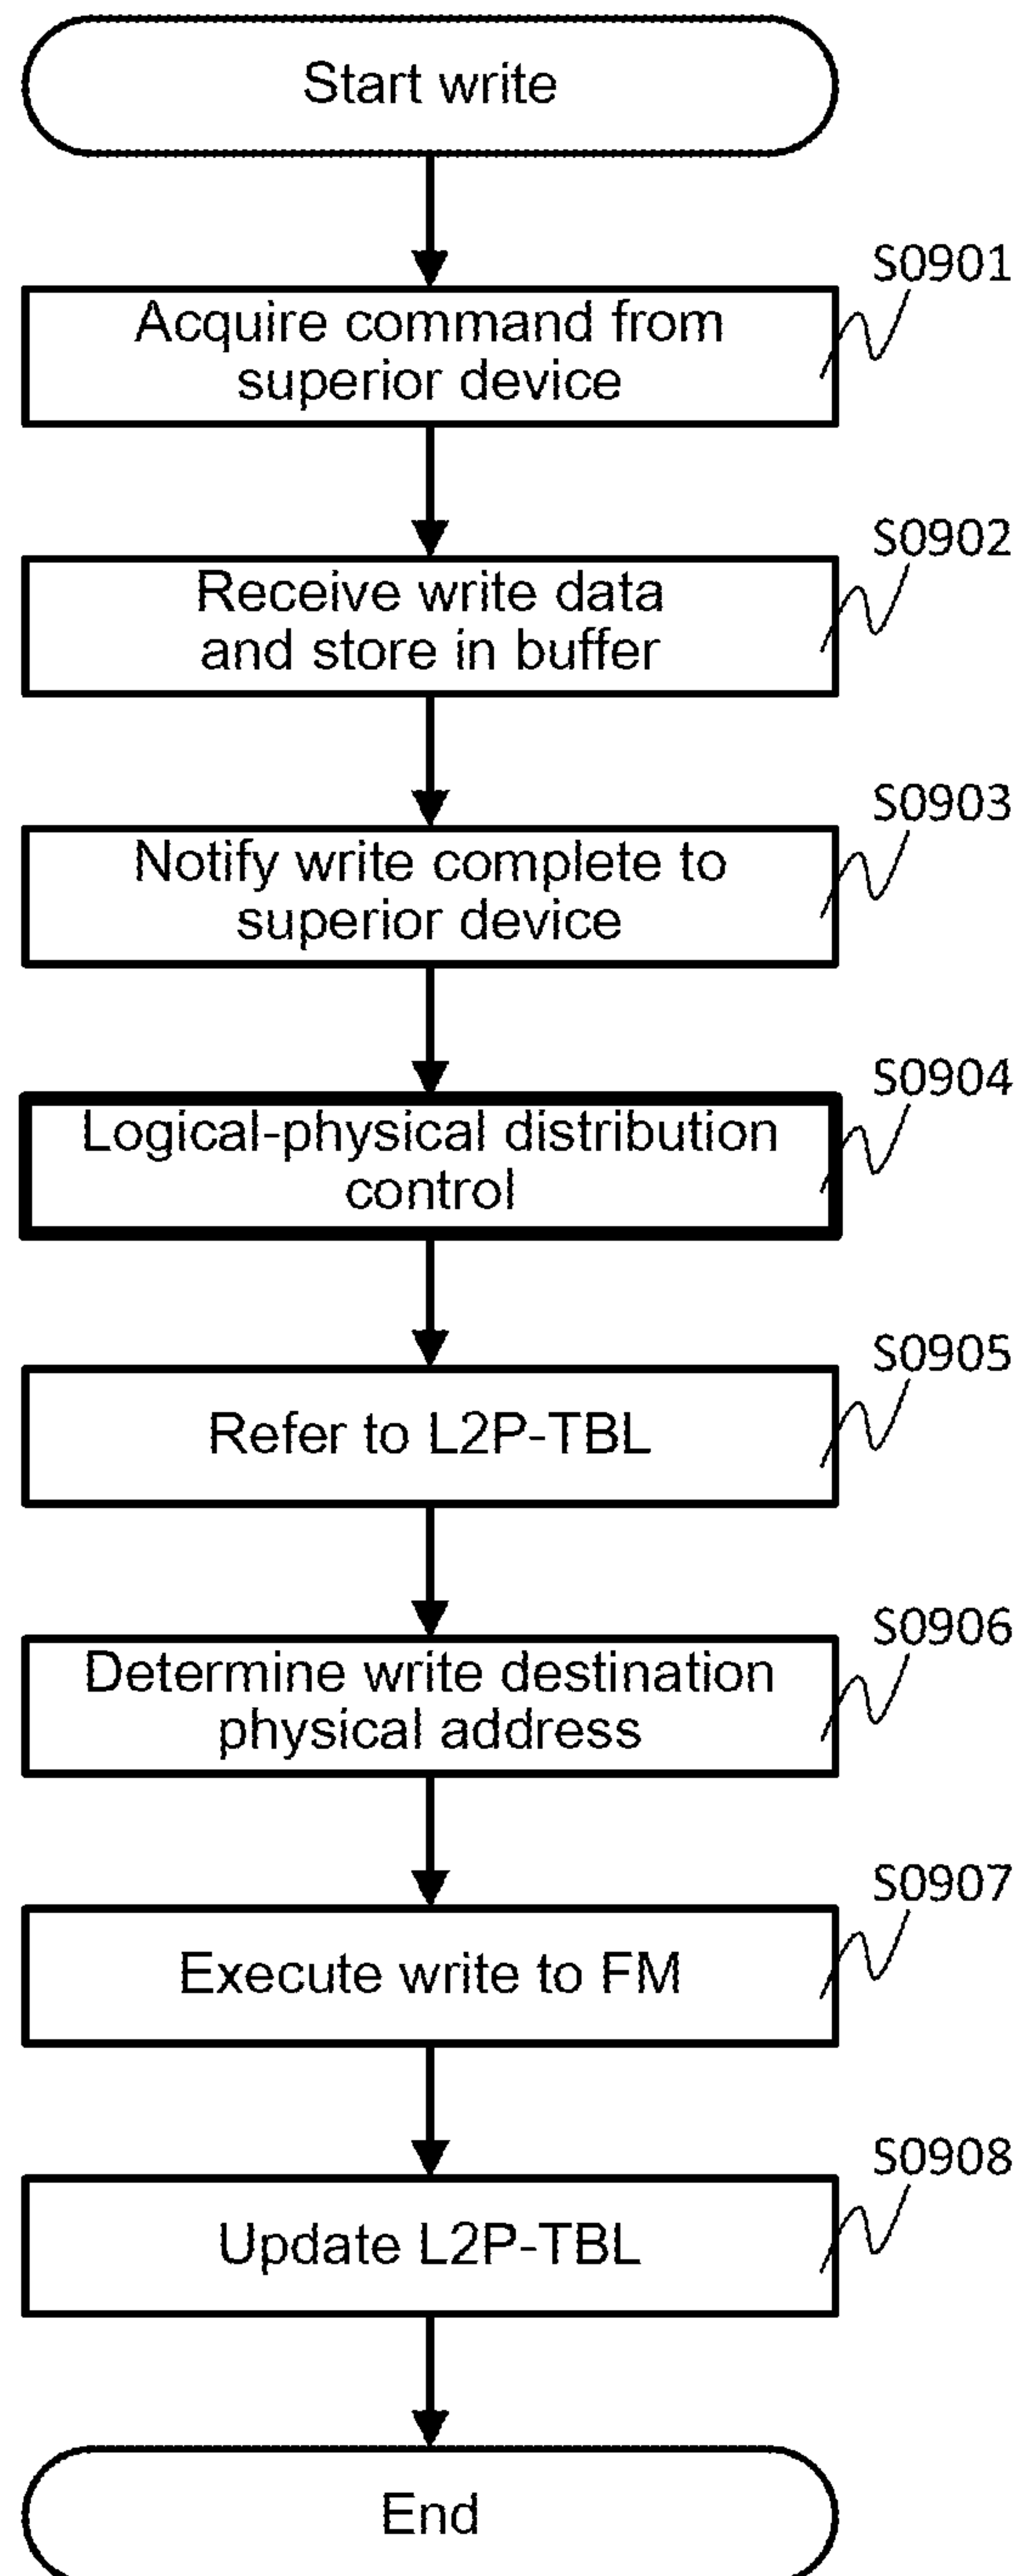 Start write
S0901
Acquire command from
superior device
S0902
Receive write data
and store in buffer
S0903
Notify write complete to
superior device
S0904
Logical-physical distribution
control
S0905
Refer to L2P-TBL
S0906
Determine write destination
physical address
S0907
Execute write to FM
S0908
Update L2P-TBL
End